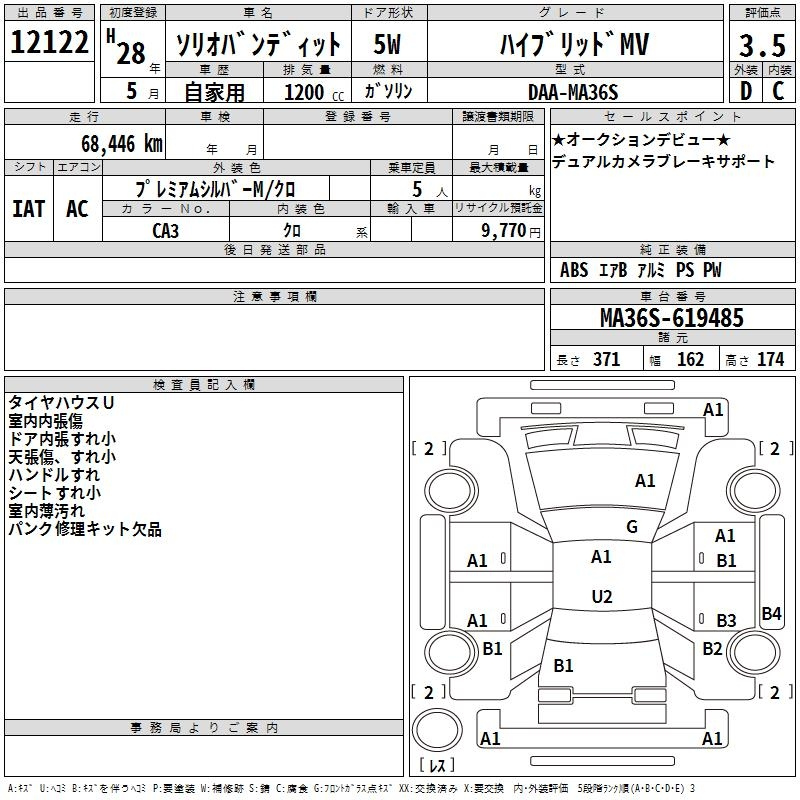 出品番号 初度登録 車名 ドア形状 グレード 評価点
12122 H28年 ソリオバンディット 5W ハイブリッドMV 3.5
車歴 排気量 燃料 型式 外装 内装
5月 自家用 1200 CC ガソリン DAA-MA36S D C
走行 車検 登録番号 譲渡書類期限
68,446 km 年 月 月 日
シフト エアコン 外装色 乗車定員 最大積載量
IAT AC プレミアムシルバーM/クロ 5人 kg
カラーNo. 内装色 輸入車 リサイクル預託金
CA3 クロ 系 9,770円
後日発送部品
セールスポイント
★オークションデビュー★
デュアルカメラブレーキサポート
純正装備
ABS エアB アルミ PS PW
注意事項欄
車台番号
MA36S-619485
諸元
長さ 371 幅 162 高さ 174
検査員記入欄
タイヤハウスU
室内内張傷
ドア内張すれ小
天張傷、すれ小
ハンドルすれ
シートすれ小
室内薄汚れ
パンク修理キット欠品
事務局よりご案内
A1
[ 2 ] [ 2 ]
A1
G
A1
A1 A1 B1
U2
A1 B3 B4
B1 B2
B1
[ 2 ] [ 2 ]
A1 A1
[ レス ]
A:キズ U:ヘコミ B:キズを伴うヘコミ P:要塗装 W:補修跡 S:錆 C:腐食 G:フロントガラス点キズ XX:交換済み X:要交換 内・外装評価 5段階ランク順(A・B・C・D・E) 3